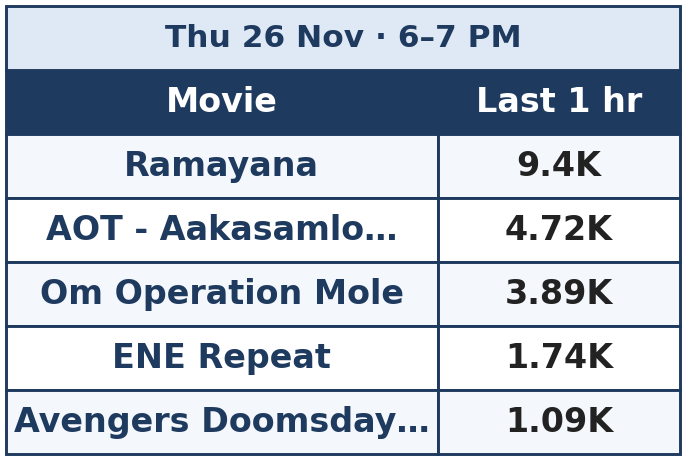 Thu 26 Nov · 6–7 PM
Movie Last 1 hr
Ramayana 9.4K
AOT - Aakasamlo... 4.72K
Om Operation Mole 3.89K
ENE Repeat 1.74K
Avengers Doomsday... 1.09K